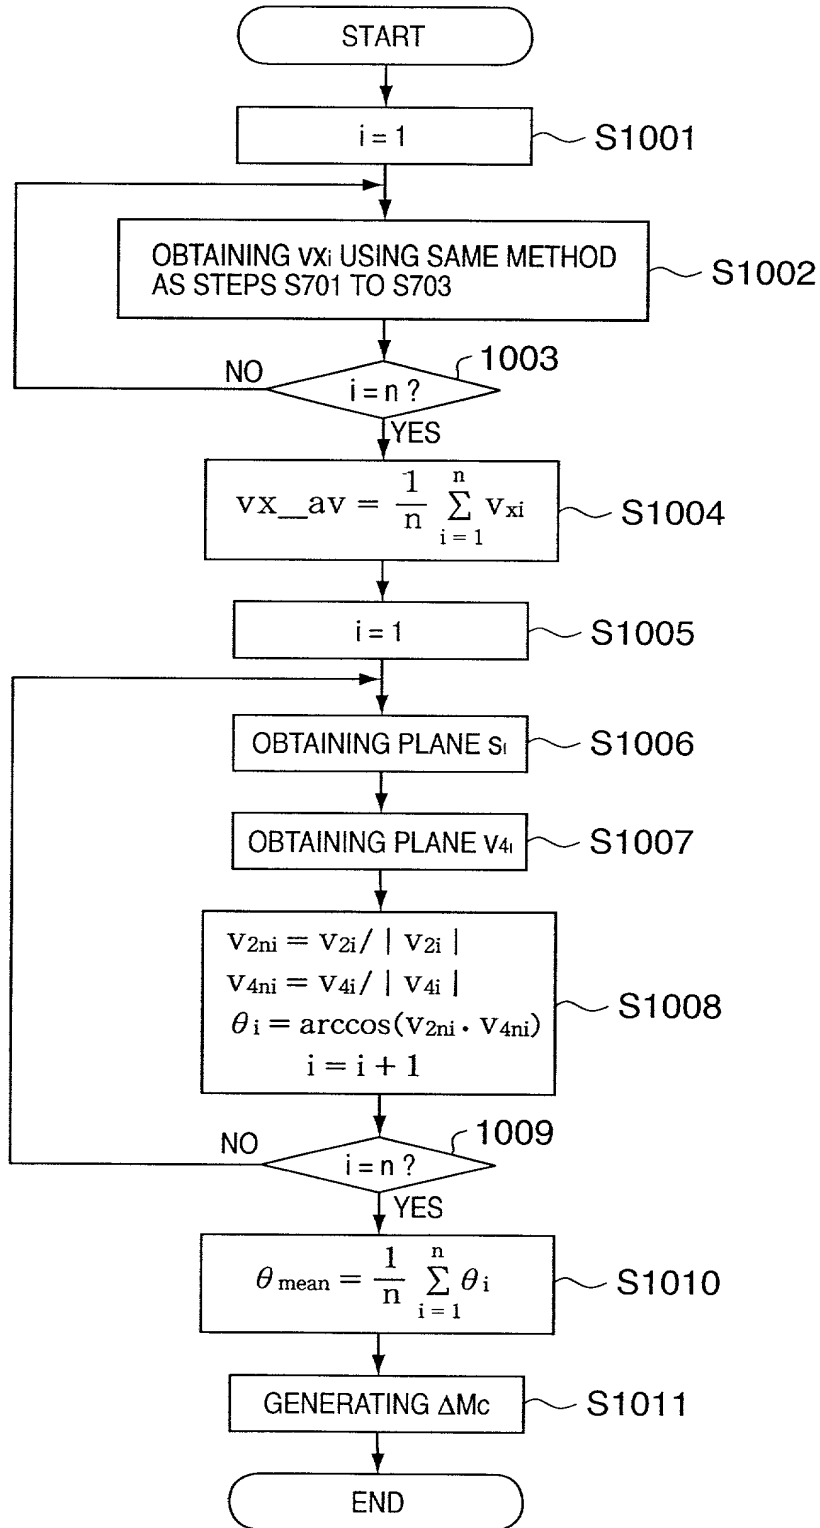 START
i = 1
S1001
OBTAINING vxi USING SAME METHOD
AS STEPS S701 TO S703
S1002
1003
NO
i = n ?
YES
vx_av = 1/n Σ i = 1 n vxi
S1004
i = 1
S1005
OBTAINING PLANE si
S1006
OBTAINING PLANE v4i
S1007
v2ni = v2i / | v2i |
v4ni = v4i / | v4i |
θi = arccos(v2ni · v4ni)
i = i + 1
S1008
1009
NO
i = n ?
YES
θmean = 1/n Σ i = 1 n θi
S1010
GENERATING ΔMc
S1011
END